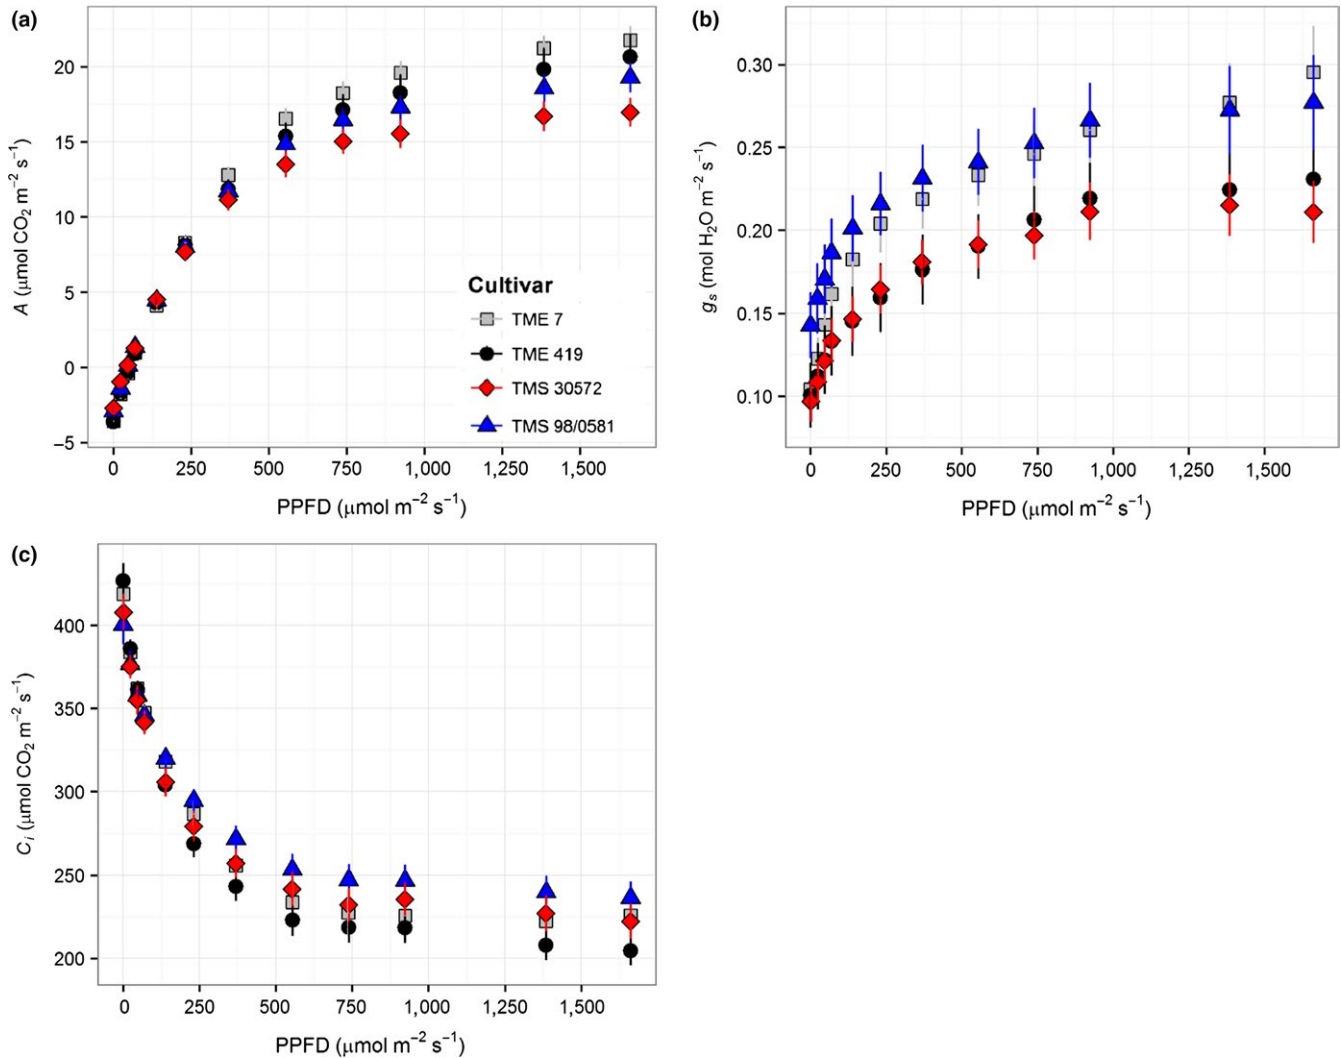 (a)
20
15
10
5
0
−5
A (μmol CO₂ m⁻² s⁻¹)
Cultivar
TME 7
TME 419
TMS 30572
TMS 98/0581
0 250 500 750 1,000 1,250 1,500
PPFD (μmol m⁻² s⁻¹)
(b)
0.30
0.25
0.20
0.15
0.10
gₛ (mol H₂O m⁻² s⁻¹)
0 250 500 750 1,000 1,250 1,500
PPFD (μmol m⁻² s⁻¹)
(c)
400
350
300
250
200
Cᵢ (μmol CO₂ m⁻² s⁻¹)
0 250 500 750 1,000 1,250 1,500
PPFD (μmol m⁻² s⁻¹)